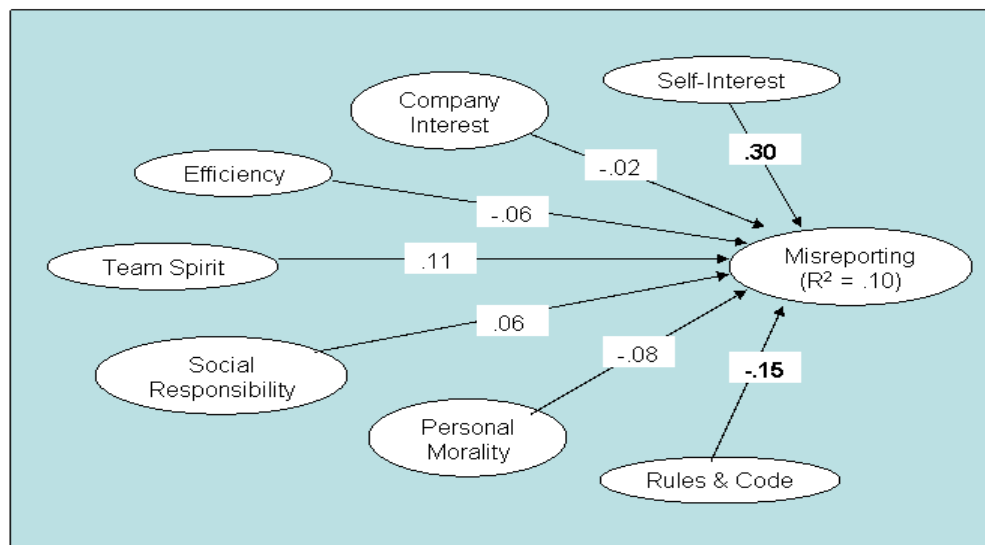 Self-Interest
Company
Interest
.30
-.02
Efficiency
-.06
Team Spirit
.11
Misreporting
(R² = .10)
.06
Social
Responsibility
-.08
-.15
Personal
Morality
Rules & Code